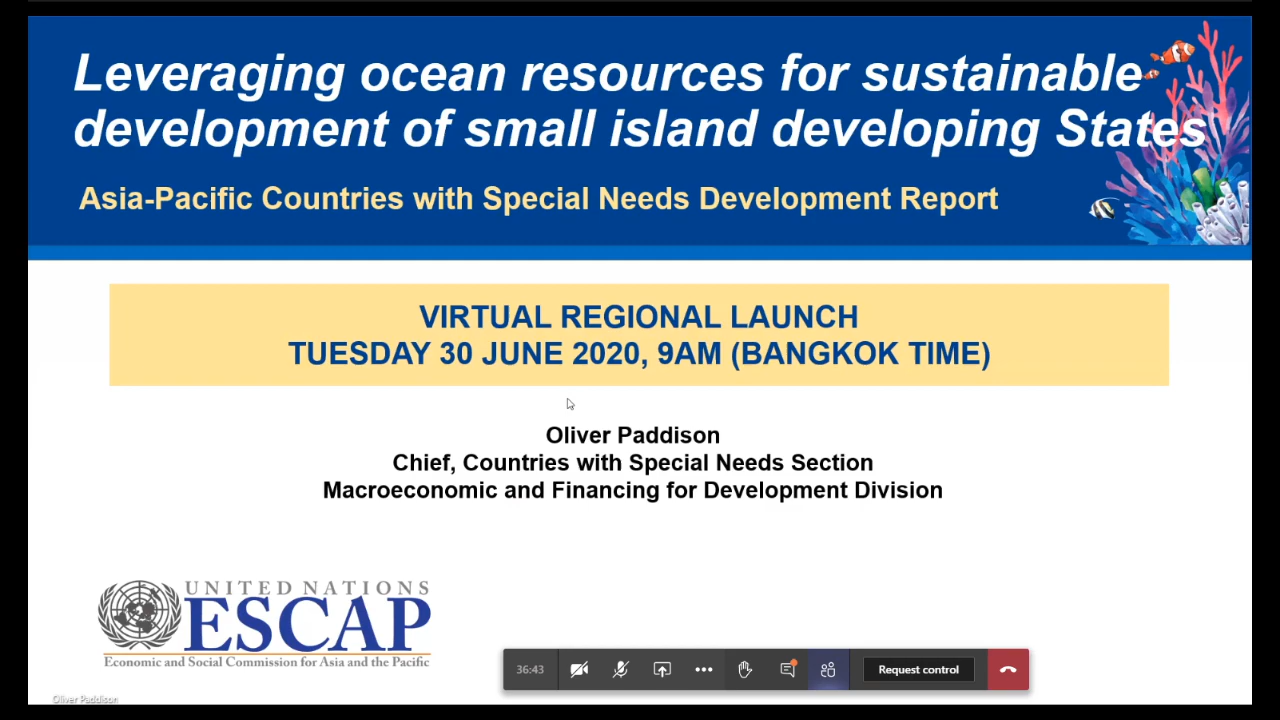 Leveraging ocean resources for sustainable
development of small island developing States
Asia-Pacific Countries with Special Needs Development Report
VIRTUAL REGIONAL LAUNCH
TUESDAY 30 JUNE 2020, 9AM (BANGKOK TIME)
Oliver Paddison
Chief, Countries with Special Needs Section
Macroeconomic and Financing for Development Division
UNITED NATIONS
ESCAP
Economic and Social Commission for Asia and the Pacific
36:43
Request control
Oliver Paddison